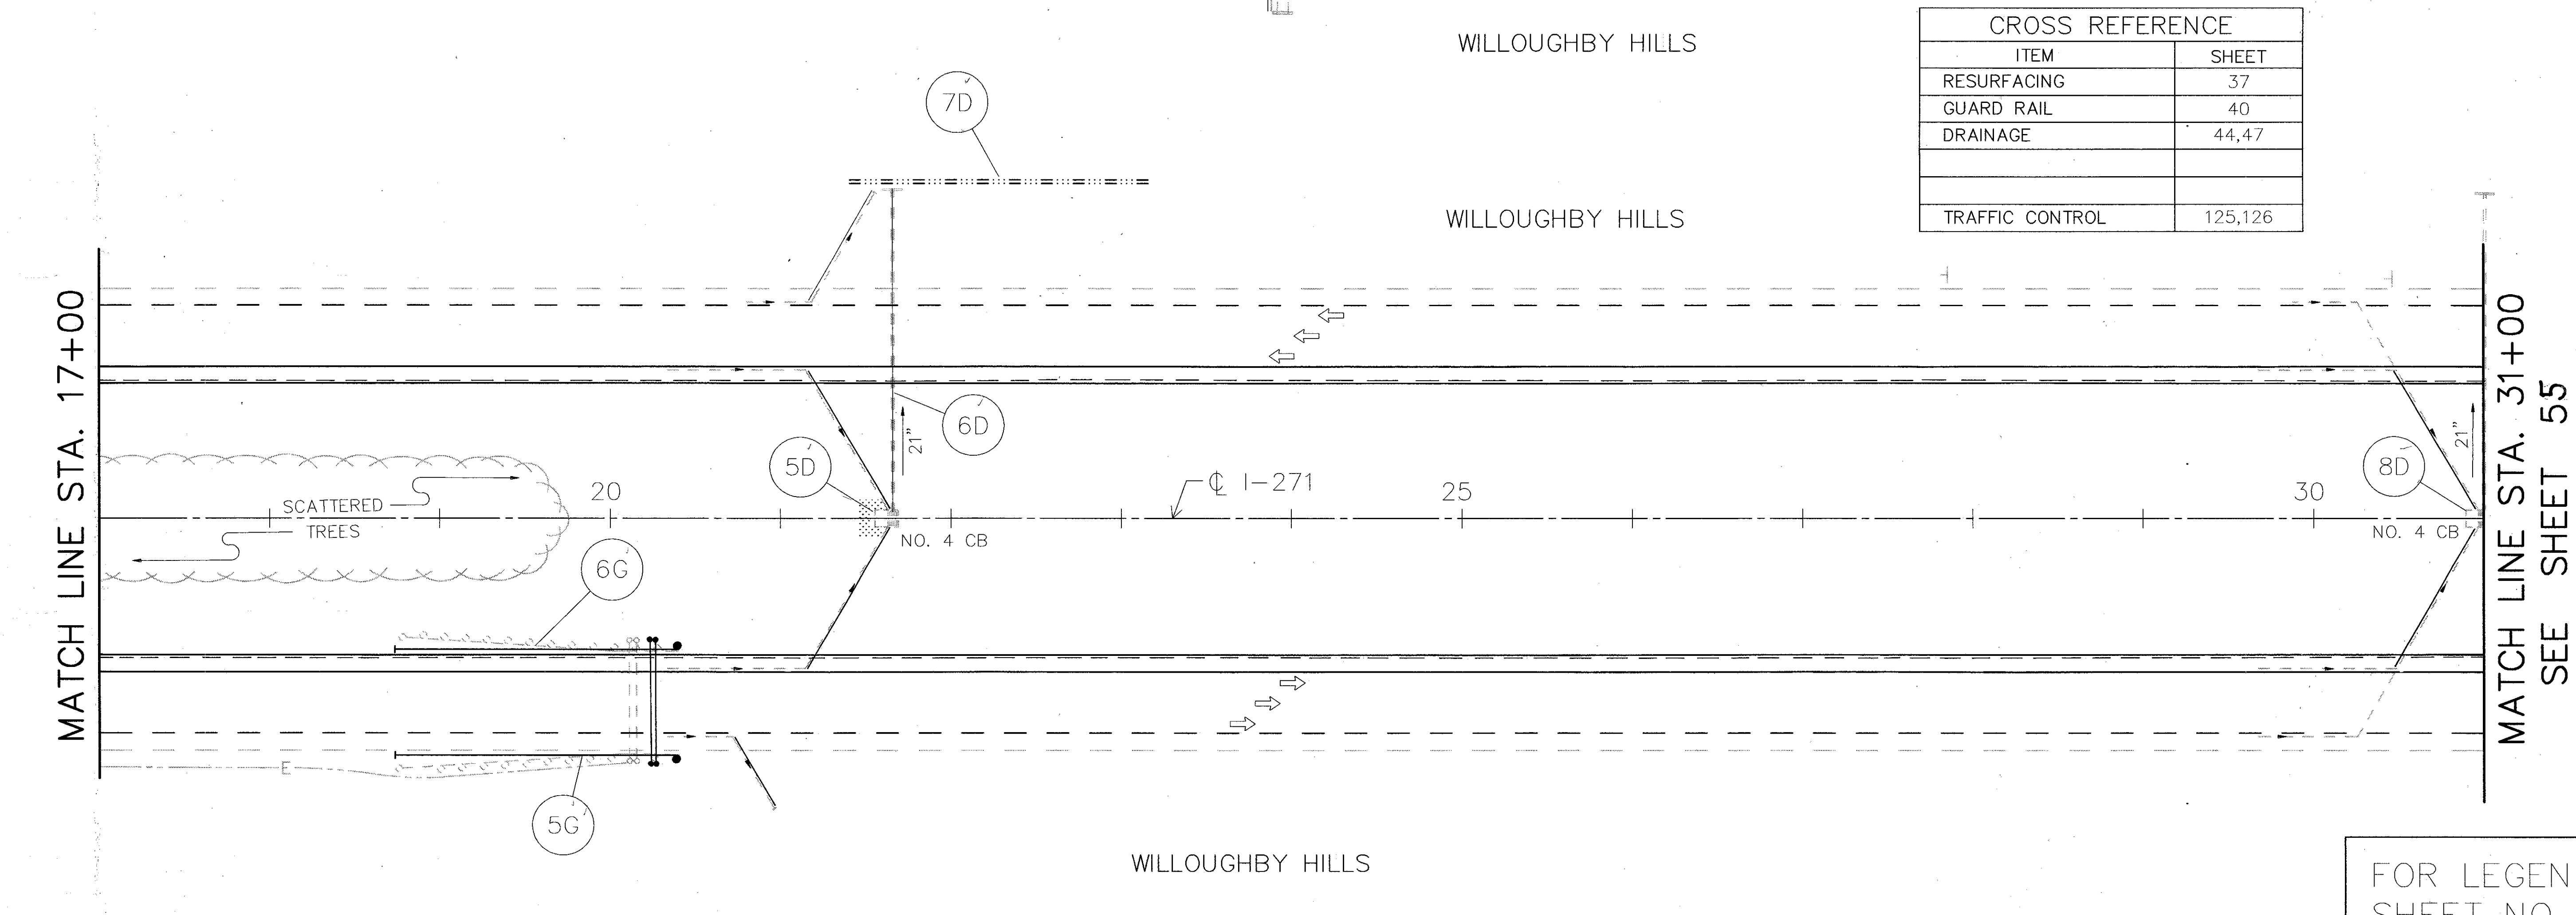 WILLOUGHBY HILLS
CROSS REFERENCE
ITEM SHEET
RESURFACING 37
GUARD RAIL 40
DRAINAGE 44,47
TRAFFIC CONTROL 125,126
7D
WILLOUGHBY HILLS
MATCH LINE STA. 17+00
6D
21"
5D
20
℄ I-271
25
30
8D
21"
SCATTERED
TREES
NO. 4 CB
NO. 4 CB
6G
E
5G
MATCH LINE STA. 31+00
SEE SHEET 55
WILLOUGHBY HILLS
FOR LEGEN
SHEET NO